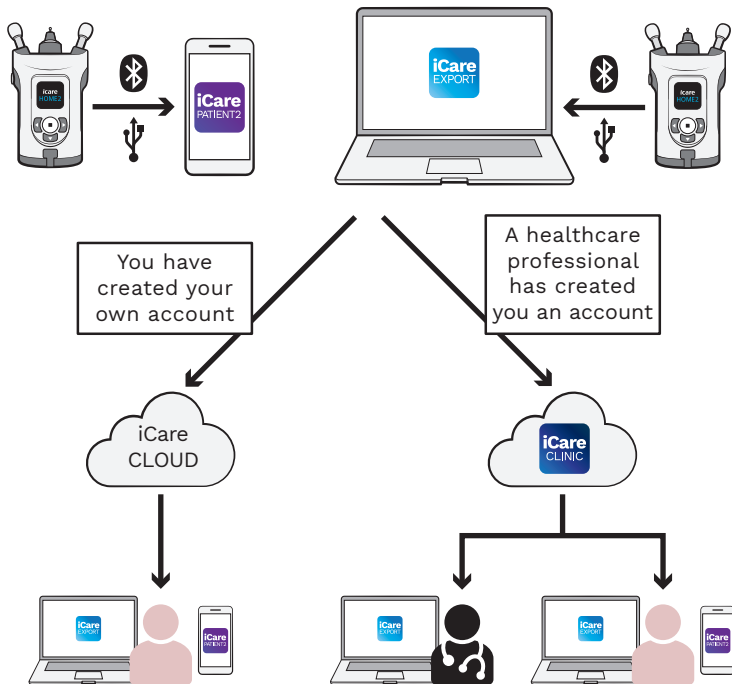 iCare
HOME2
iCare
PATIENT2
iCare
EXPORT
iCare
HOME2
You have
created your
own account
A healthcare
professional
has created
you an account
iCare
CLOUD
iCare
CLINIC
iCare
EXPORT
iCare
PATIENT2
iCare
EXPORT
iCare
EXPORT
iCare
PATIENT2